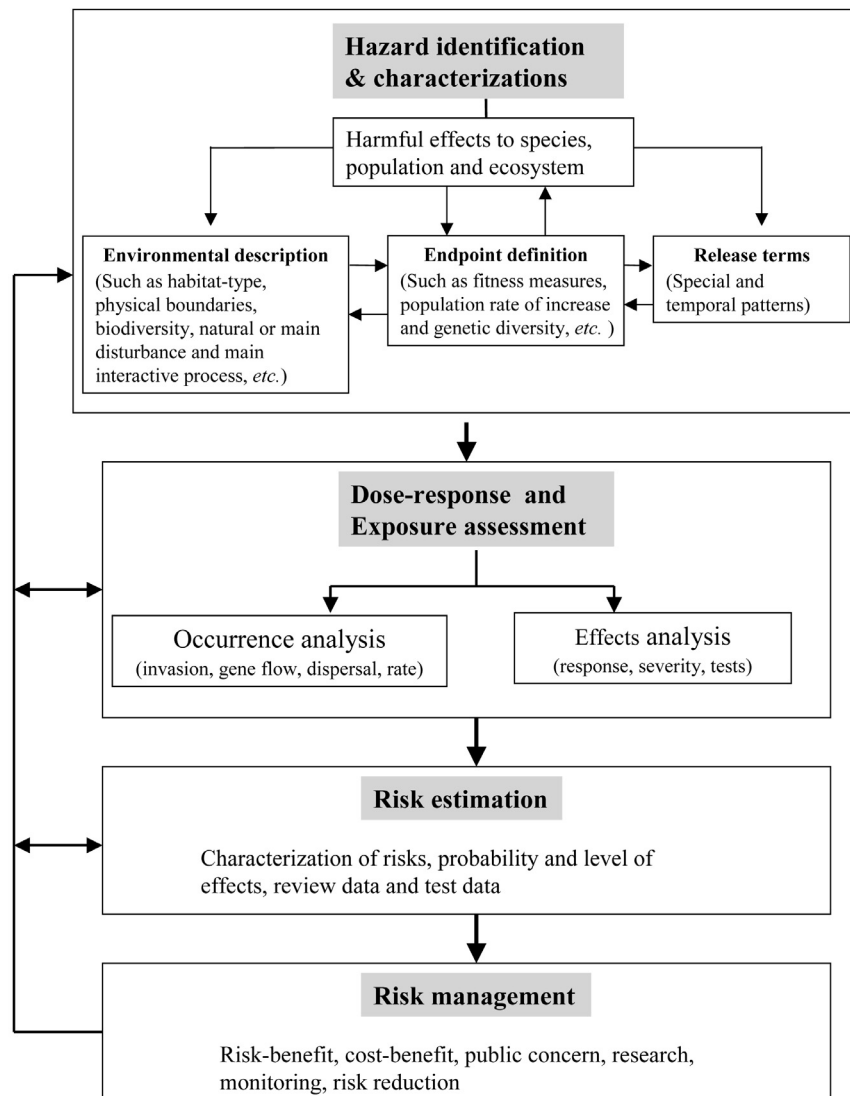 Hazard identification
& characterizations
Harmful effects to species,
population and ecosystem
Environmental description
(Such as habitat-type,
physical boundaries,
biodiversity, natural or main
disturbance and main
interactive process, etc.)
Endpoint definition
(Such as fitness measures,
population rate of increase
and genetic diversity, etc. )
Release terms
(Special and
temporal patterns)
Dose-response and
Exposure assessment
Occurrence analysis
(invasion, gene flow, dispersal, rate)
Effects analysis
(response, severity, tests)
Risk estimation
Characterization of risks, probability and level of
effects, review data and test data
Risk management
Risk-benefit, cost-benefit, public concern, research,
monitoring, risk reduction